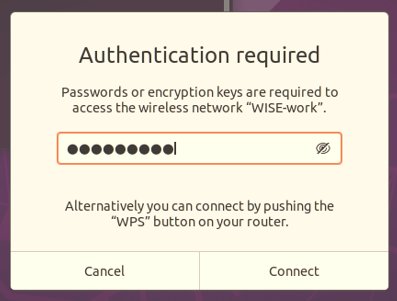 Authentication required
Passwords or encryption keys are required to
access the wireless network “WISE-work”.
●●●●●●●●●
Alternatively you can connect by pushing the
“WPS” button on your router.
Cancel
Connect